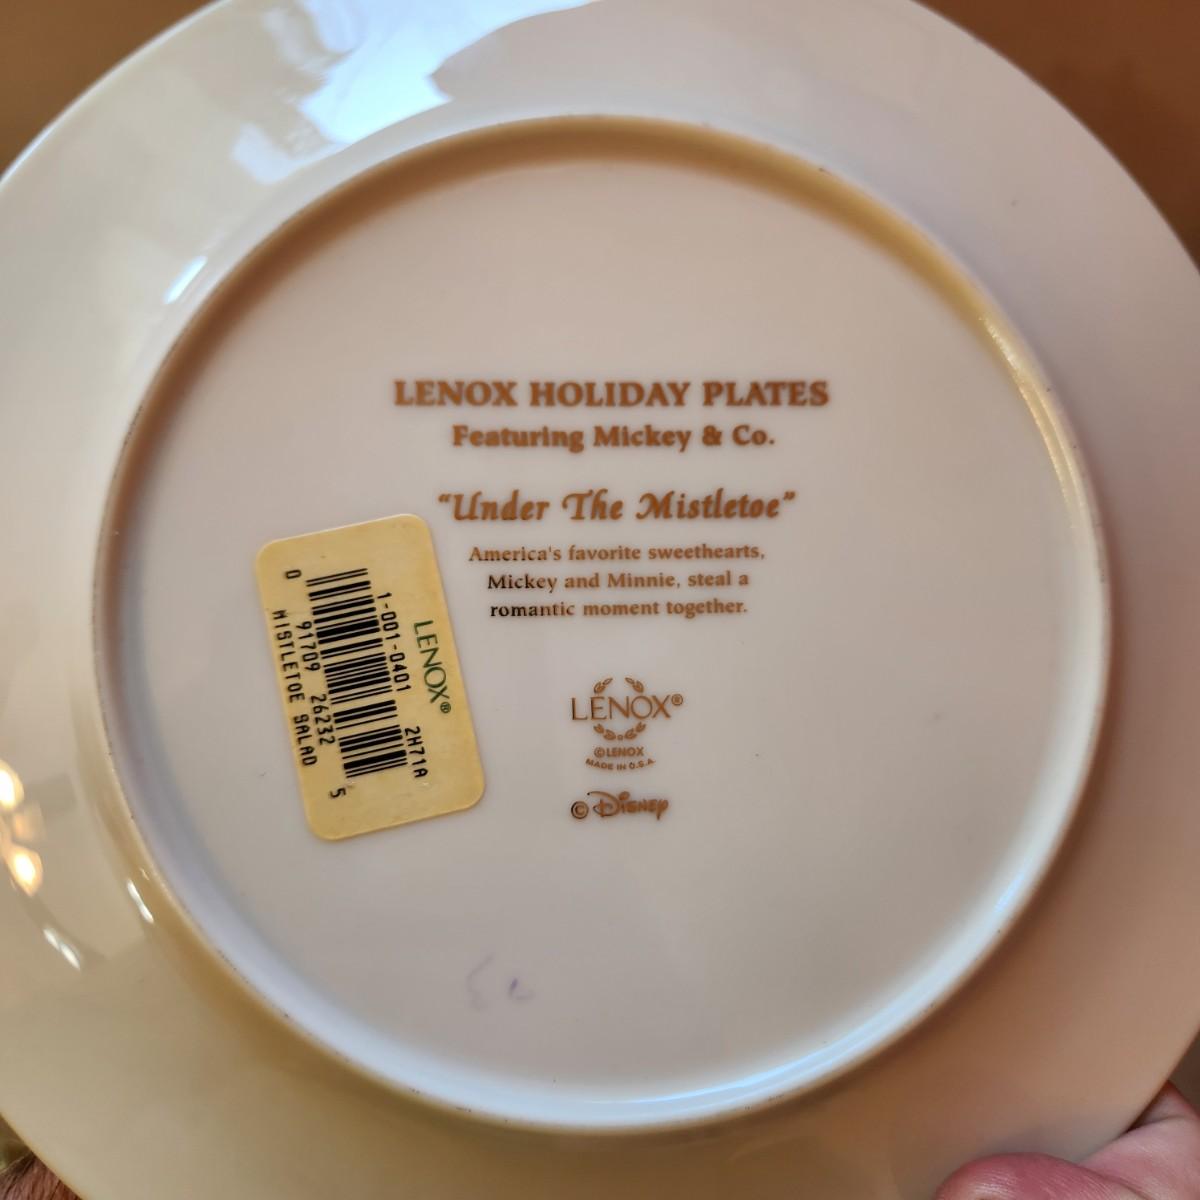 LENOX HOLIDAY PLATES
Featuring Mickey & Co.
"Under The Mistletoe"
America's favorite sweethearts,
Mickey and Minnie, steal a
romantic moment together.
LENOX®
© LENOX
MADE IN U.S.A.
© Disney
LENOX®
1-001-0401 2H71A
0 91709 26232 5
MISTLETOE SALAD